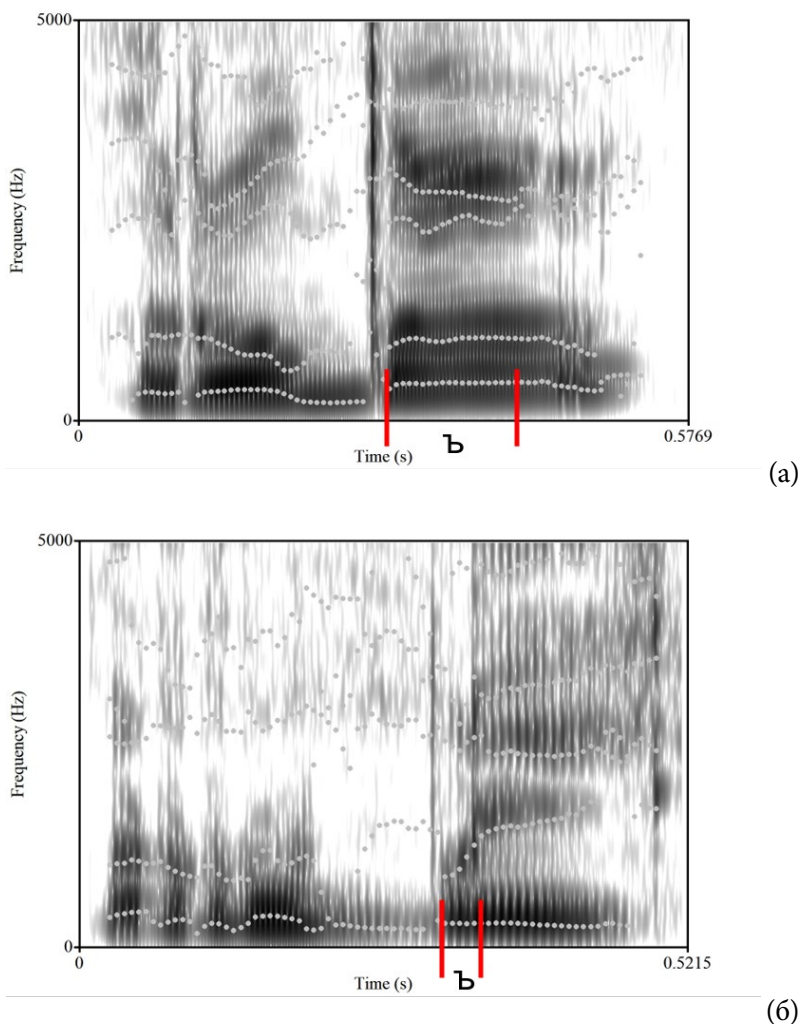 5000
Frequency (Hz)
0
0
0.5769
Time (s)
ъ
(а)
5000
Frequency (Hz)
0
0
0.5215
Time (s)
ъ
(б)